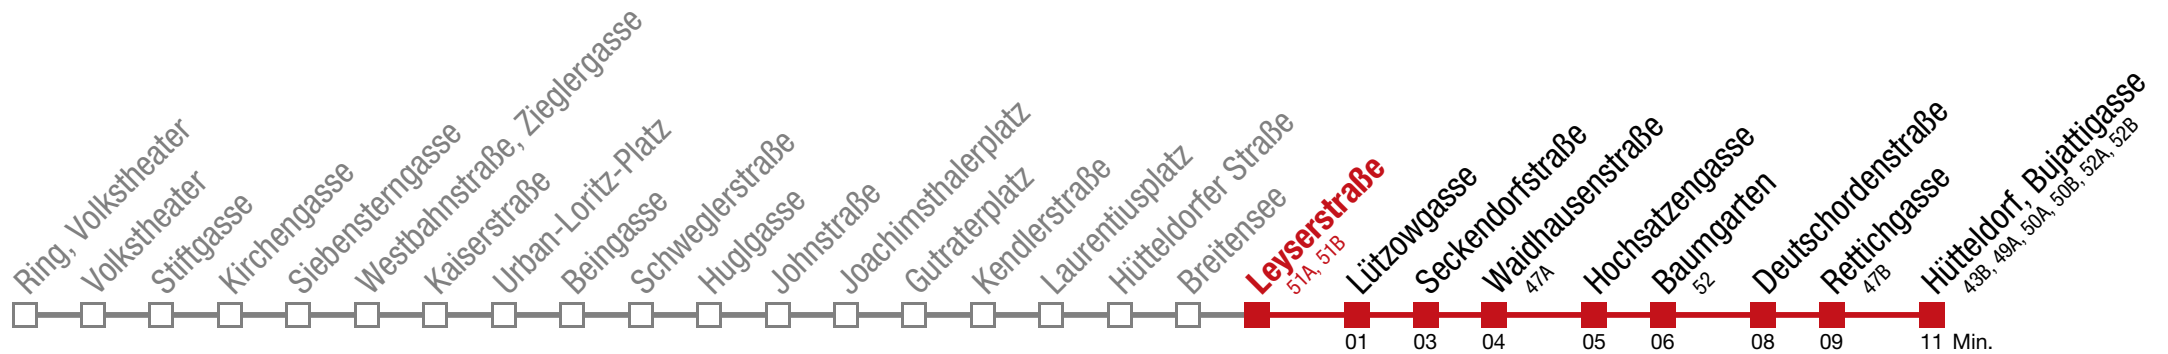 Ring, Volkstheater
Volkstheater
Stiftgasse
Kirchengasse
Siebensterngasse
Westbahnstraße, Zieglergasse
Kaiserstraße
Urban-Loritz-Platz
Beingasse
Schweglerstraße
Huglgasse
Johnstraße
Joachimsthalerplatz
Gutraterplatz
Kendlerstraße
Laurentiusplatz
Hütteldorfer Straße
Breitensee
Leyserstraße
51A, 51B
Lützowgasse
Seckendorfstraße
Waidhausenstraße
47A
Hochsatzengasse
Baumgarten
52
Deutschordenstraße
Rettichgasse
47B
Hütteldorf, Bujattigasse
43B, 49A, 50A, 50B, 52A, 52B
01 03 04 05 06 08 09 11 Min.